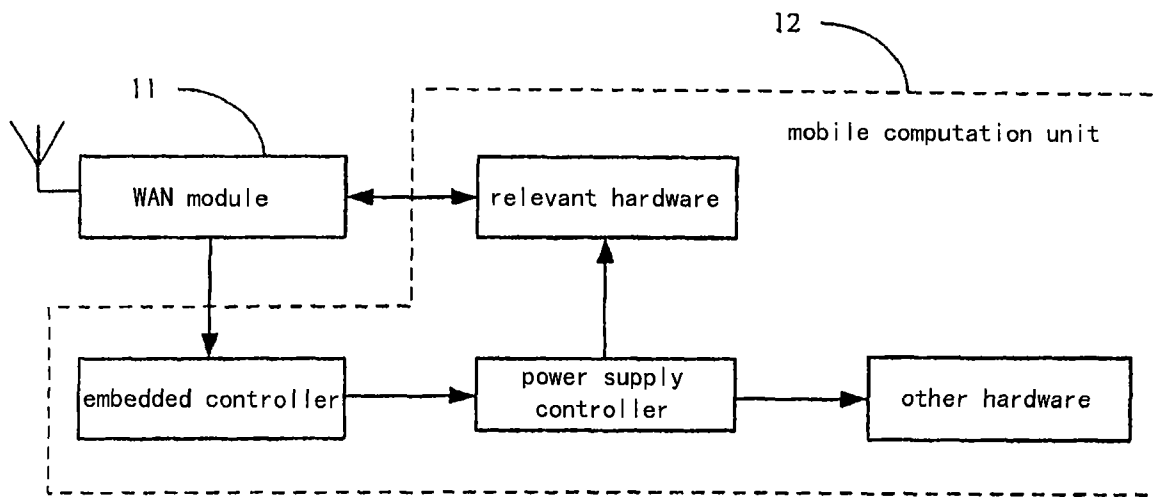 12
11
mobile computation unit
WAN module
relevant hardware
embedded controller
power supply
controller
other hardware